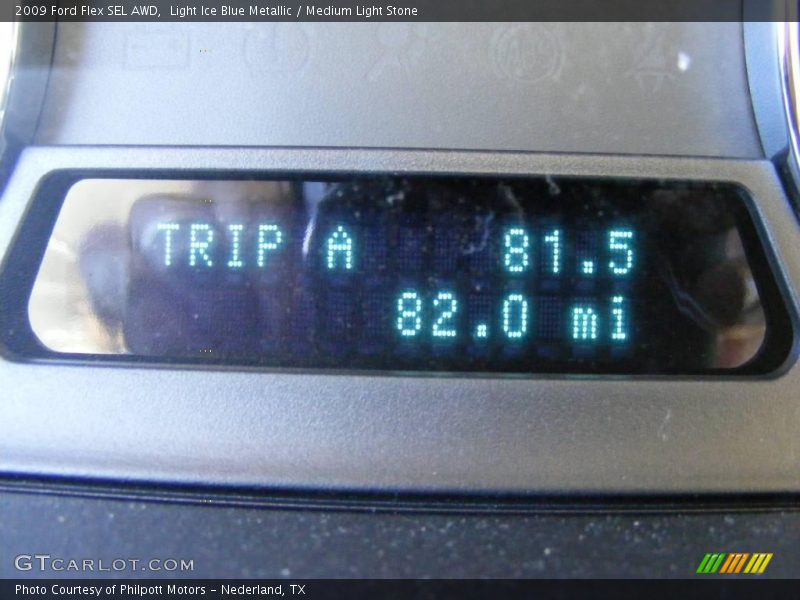 2009 Ford Flex SEL AWD,  Light Ice Blue Metallic / Medium Light Stone
TRIP A 81.5
82.0 mi
GTCARLOT.COM
Photo Courtesy of Philpott Motors - Nederland, TX